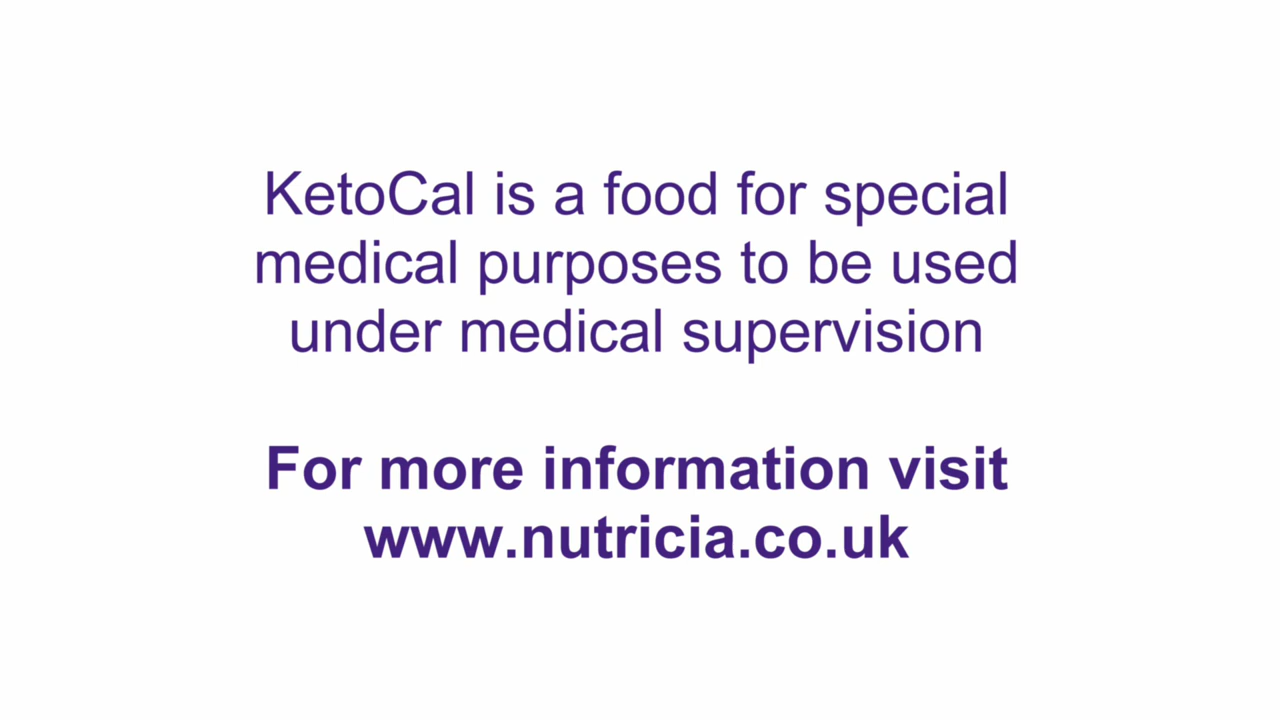 KetoCal is a food for special
medical purposes to be used
under medical supervision
For more information visit
www.nutricia.co.uk